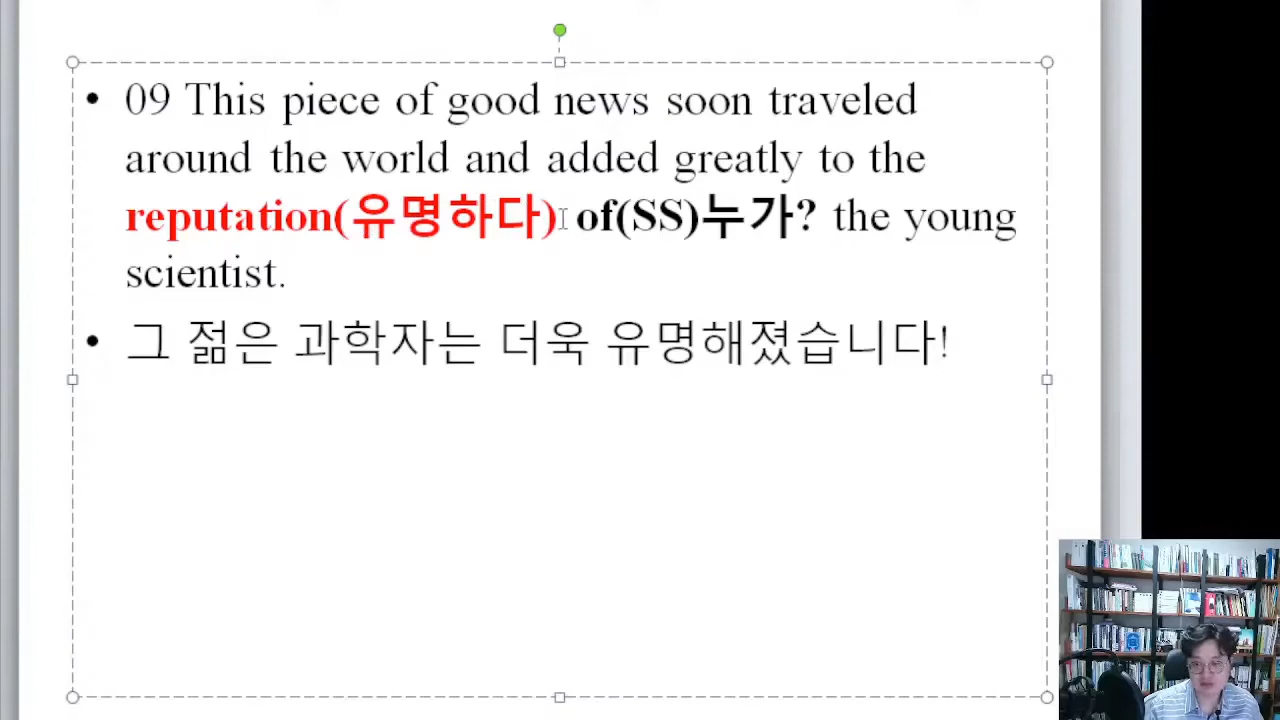 • 09 This piece of good news soon traveled
around the world and added greatly to the
reputation(유명하다) of(SS)누가? the young
scientist.
• 그 젊은 과학자는 더욱 유명해졌습니다!